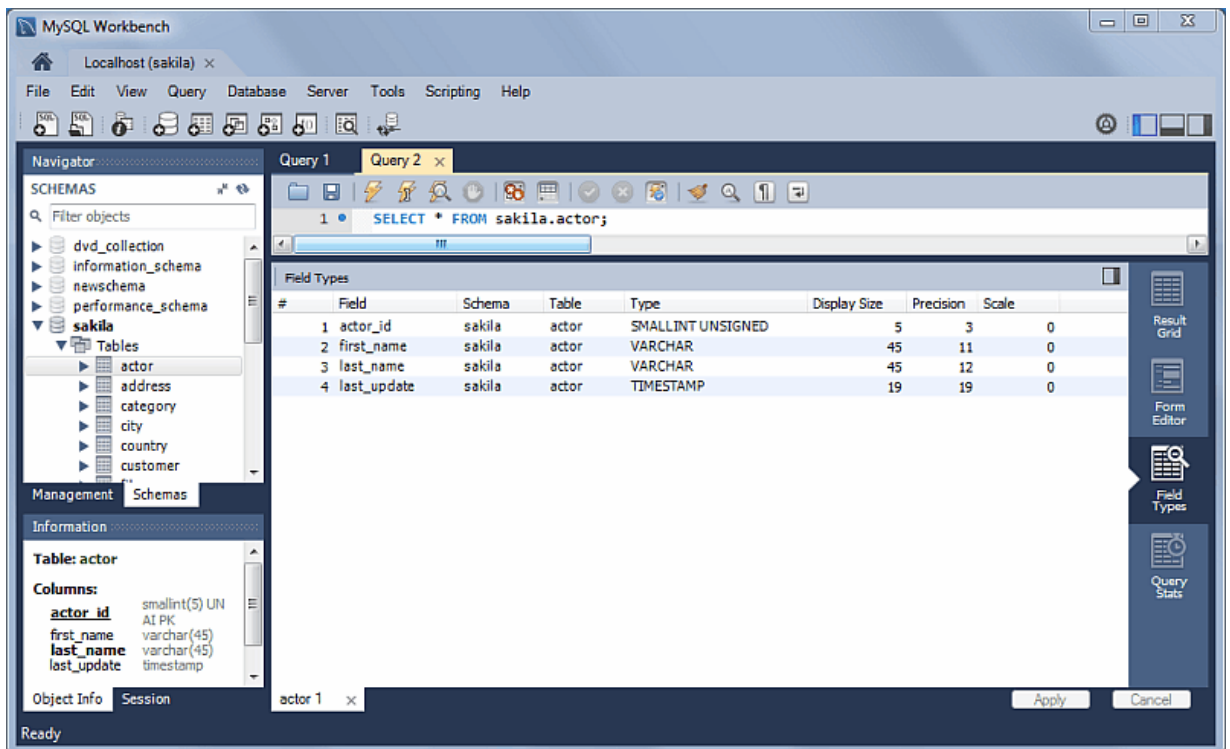 MySQL Workbench
Localhost (sakila)
File Edit View Query Database Server Tools Scripting Help
Navigator
SCHEMAS
Filter objects
dvd_collection
information_schema
newschema
performance_schema
sakila
Tables
actor
address
category
city
country
customer
Management Schemas
Information
Table: actor
Columns:
actor_id smallint(5) UN
AI PK
first_name varchar(45)
last_name varchar(45)
last_update timestamp
Object Info Session
Query 1 Query 2
1 SELECT * FROM sakila.actor;
Field Types
# Field Schema Table Type Display Size Precision Scale
1 actor_id sakila actor SMALLINT UNSIGNED 5 3 0
2 first_name sakila actor VARCHAR 45 11 0
3 last_name sakila actor VARCHAR 45 12 0
4 last_update sakila actor TIMESTAMP 19 19 0
Result
Grid
Form
Editor
Field
Types
Query
Stats
actor 1
Apply Cancel
Ready